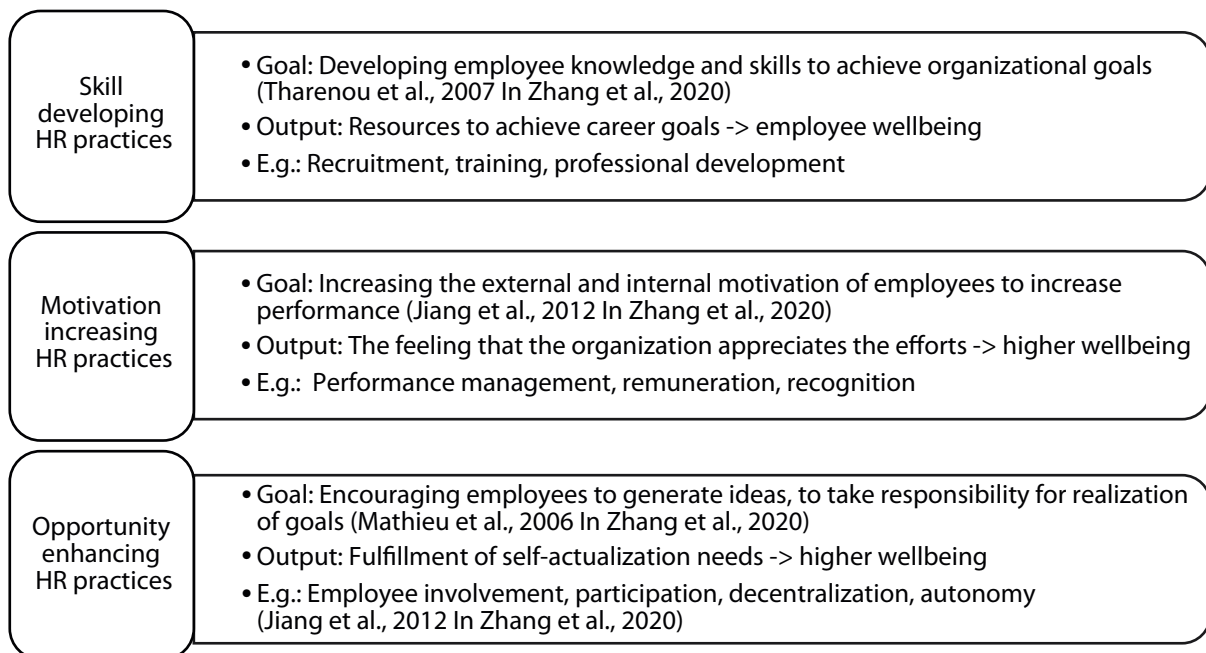 Skill
developing
HR practices
• Goal: Developing employee knowledge and skills to achieve organizational goals
(Tharenou et al., 2007 In Zhang et al., 2020)
• Output: Resources to achieve career goals -> employee wellbeing
• E.g.: Recruitment, training, professional development
Motivation
increasing
HR practices
• Goal: Increasing the external and internal motivation of employees to increase
performance (Jiang et al., 2012 In Zhang et al., 2020)
• Output: The feeling that the organization appreciates the efforts -> higher wellbeing
• E.g.: Performance management, remuneration, recognition
Opportunity
enhancing
HR practices
• Goal: Encouraging employees to generate ideas, to take responsibility for realization
of goals (Mathieu et al., 2006 In Zhang et al., 2020)
• Output: Fulfillment of self-actualization needs -> higher wellbeing
• E.g.: Employee involvement, participation, decentralization, autonomy
(Jiang et al., 2012 In Zhang et al., 2020)